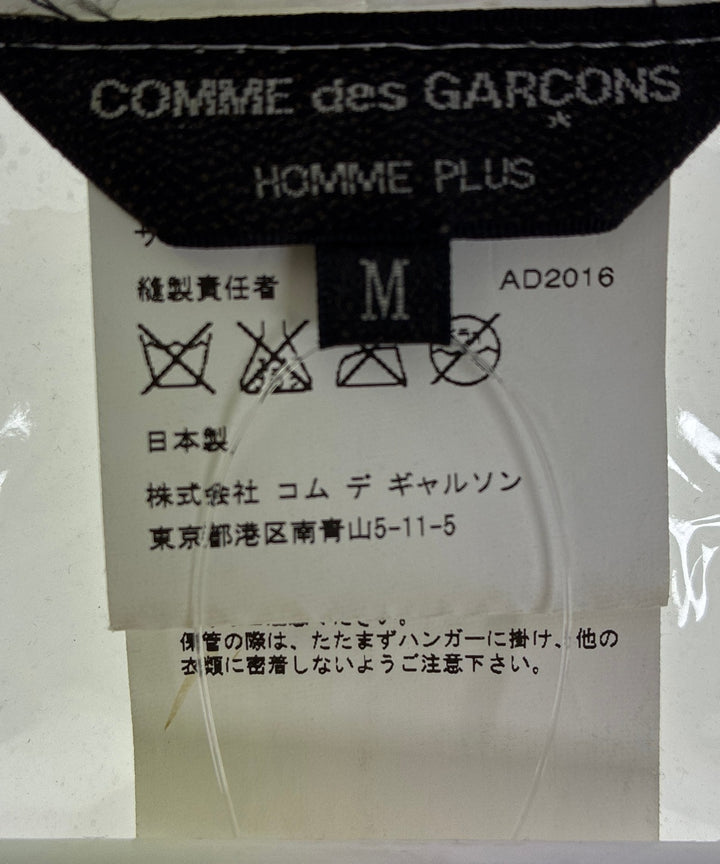 COMME des GARÇONS
HOMME PLUS
M
サ
縫製責任者
AD2016
日本製
株式会社 コム デ ギャルソン
東京都港区南青山5-11-5
保管の際は、たたまずハンガーに掛け、他の
衣類に密着しないようご注意下さい。